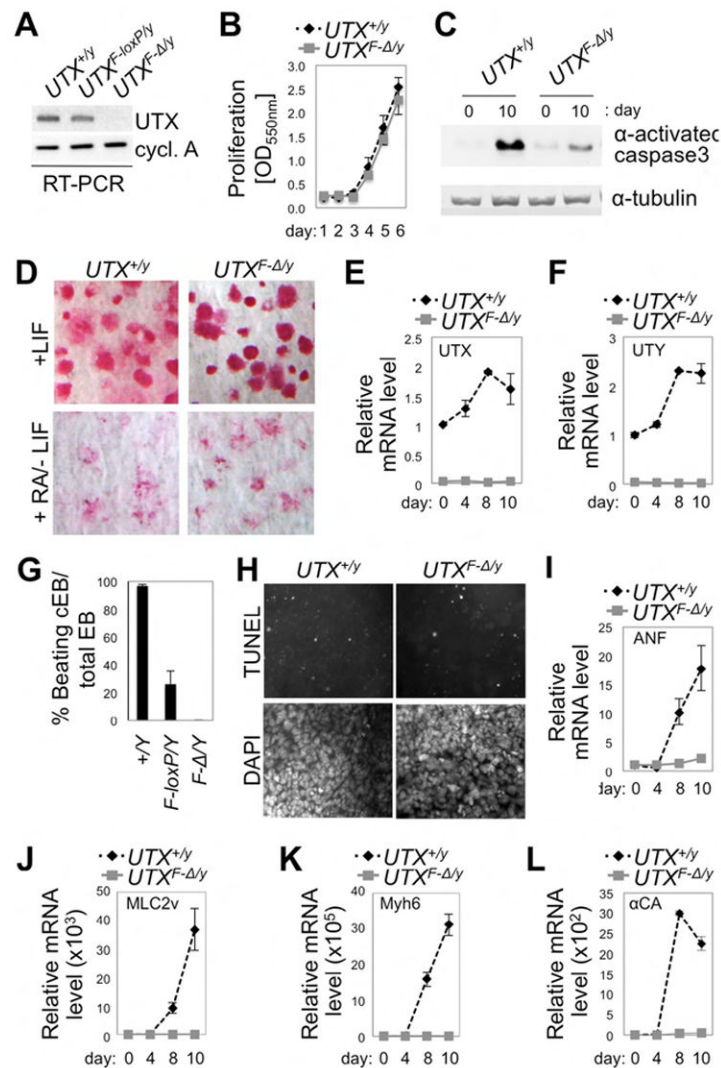 A
UTX+/y
UTXF-loxP/y
UTXF-Δ/y
UTX
cycl. A
RT-PCR
B
UTX+/y
UTXF-Δ/y
Proliferation
[OD550nm]
3.0
2.5
2.0
1.5
1.0
0.5
0.0
day: 1 2 3 4 5 6
C
UTX+/y
UTXF-Δ/y
0 10 0 10 : day
α-activated
caspase3
α-tubulin
D
UTX+/y UTXF-Δ/y
+LIF
+ RA/- LIF
E
UTX+/y
UTXF-Δ/y
UTX
Relative
mRNA level
2.5
2
1.5
1
0.5
0
day: 0 4 8 10
F
UTX+/y
UTXF-Δ/y
UTY
Relative
mRNA level
3
2
1
0
day: 0 4 8 10
G
% Beating cEB/
total EB
100
80
60
40
20
0
+/Y
F-loxP/Y
F-Δ/Y
H
UTX+/y UTXF-Δ/y
TUNEL
DAPI
I
UTX+/y
UTXF-Δ/y
ANF
Relative
mRNA level
25
20
15
10
5
0
day: 0 4 8 10
J
UTX+/y
UTXF-Δ/y
MLC2v
Relative mRNA
level (x10³)
50
40
30
20
10
0
day: 0 4 8 10
K
UTX+/y
UTXF-Δ/y
Myh6
Relative mRNA
level (x10⁵)
40
30
20
10
0
day: 0 4 8 10
L
UTX+/y
UTXF-Δ/y
αCA
Relative mRNA
level (x10²)
40
30
20
10
0
day: 0 4 8 10